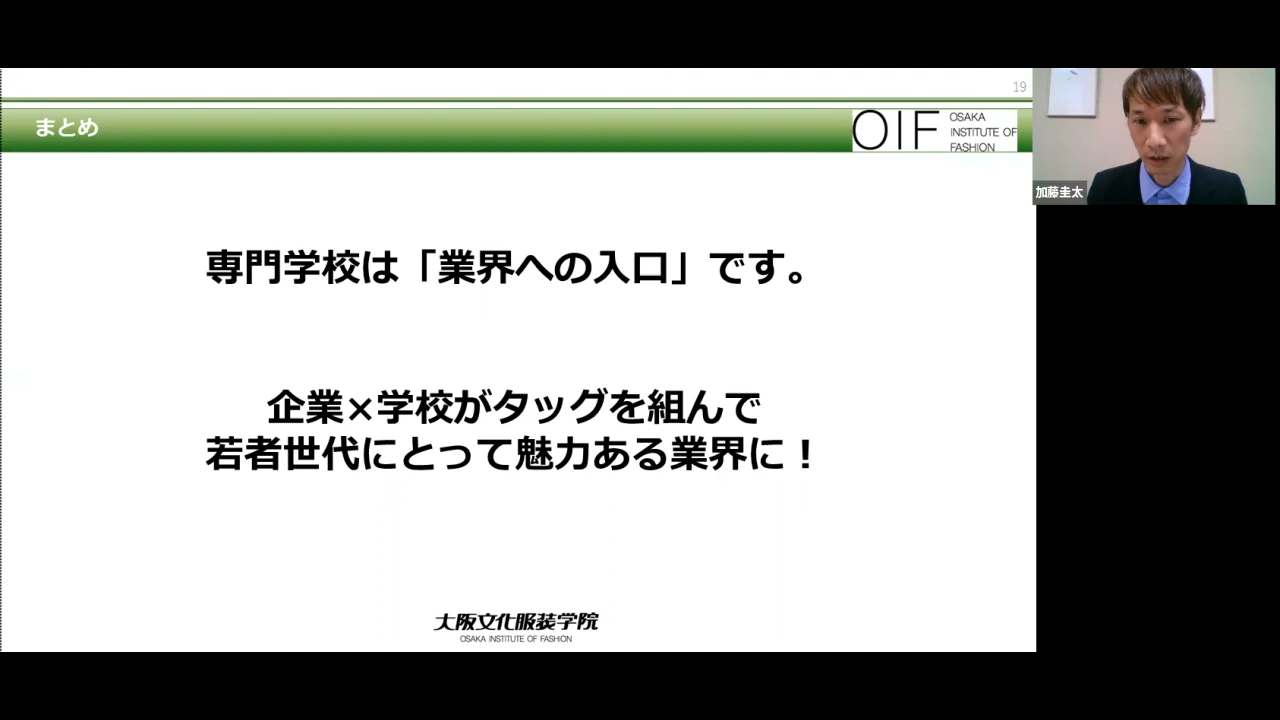 19
まとめ
OIF
OSAKA
INSTITUTE OF
FASHION
加藤圭太
専門学校は「業界への入口」です。
企業×学校がタッグを組んで
若者世代にとって魅力ある業界に！
大阪文化服装学院
OSAKA INSTITUTE OF FASHION